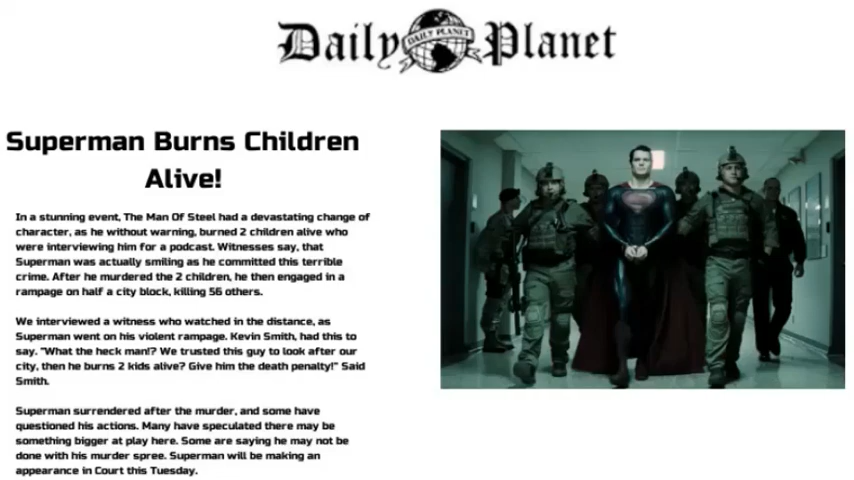 Daily Planet
DAILY PLANET
Superman Burns Children
Alive!
In a stunning event, The Man Of Steel had a devastating change of
character, as he without warning, burned 2 children alive who
were interviewing him for a podcast. Witnesses say, that
Superman was actually smiling as he committed this terrible
crime. After he murdered the 2 children, he then engaged in a
rampage on half a city block, killing 56 others.
We interviewed a witness who watched in the distance, as
Superman went on his violent rampage. Kevin Smith, had this to
say. "What the heck man!? We trusted this guy to look after our
city, then he burns 2 kids alive? Give him the death penalty!" Said
Smith.
Superman surrendered after the murder, and some have
questioned his actions. Many have speculated there may be
something bigger at play here. Some are saying he may not be
done with his murder spree. Superman will be making an
appearance in Court this Tuesday.